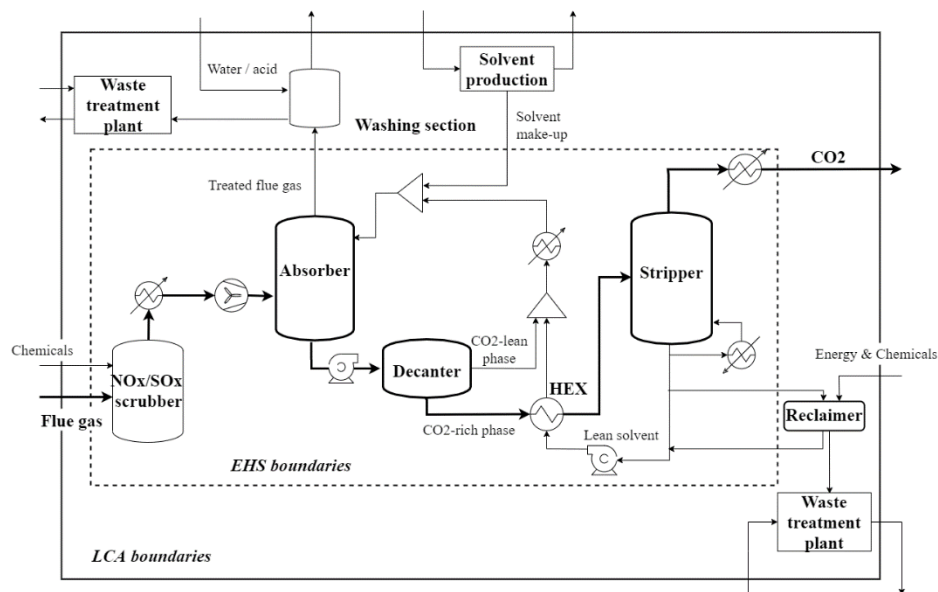 Water / acid
Solvent
production
Waste
treatment
plant
Washing section
Solvent
make-up
CO2
Treated flue gas
Absorber
Stripper
Chemicals
NOx/SOx
scrubber
Flue gas
Decanter
CO2-lean
phase
HEX
CO2-rich phase
Lean solvent
Energy & Chemicals
Reclaimer
EHS boundaries
Waste
treatment
plant
LCA boundaries